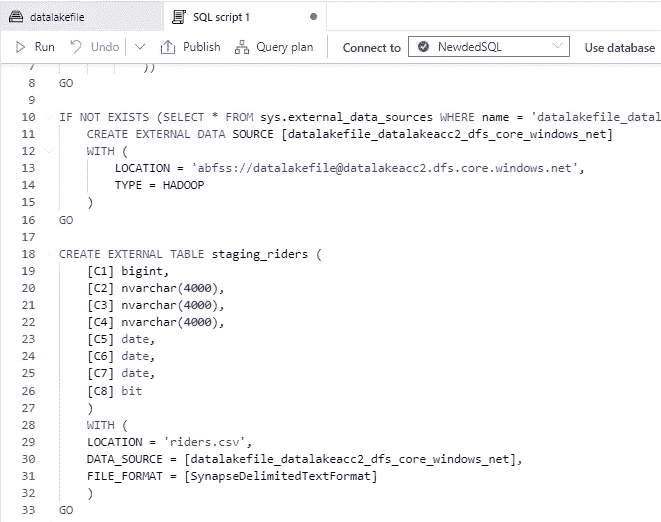 datalakefile
SQL script 1
Run Undo Publish Query plan Connect to NewdedSQL Use database
7 ))
8 GO
9
10 IF NOT EXISTS (SELECT * FROM sys.external_data_sources WHERE name = 'datalakefile_datal
11 CREATE EXTERNAL DATA SOURCE [datalakefile_datalakeacc2_dfs_core_windows_net]
12 WITH (
13 LOCATION = 'abfss://datalakefile@datalakeacc2.dfs.core.windows.net',
14 TYPE = HADOOP
15 )
16 GO
17
18 CREATE EXTERNAL TABLE staging_riders (
19 [C1] bigint,
20 [C2] nvarchar(4000),
21 [C3] nvarchar(4000),
22 [C4] nvarchar(4000),
23 [C5] date,
24 [C6] date,
25 [C7] date,
26 [C8] bit
27 )
28 WITH (
29 LOCATION = 'riders.csv',
30 DATA_SOURCE = [datalakefile_datalakeacc2_dfs_core_windows_net],
31 FILE_FORMAT = [SynapseDelimitedTextFormat]
32 )
33 GO